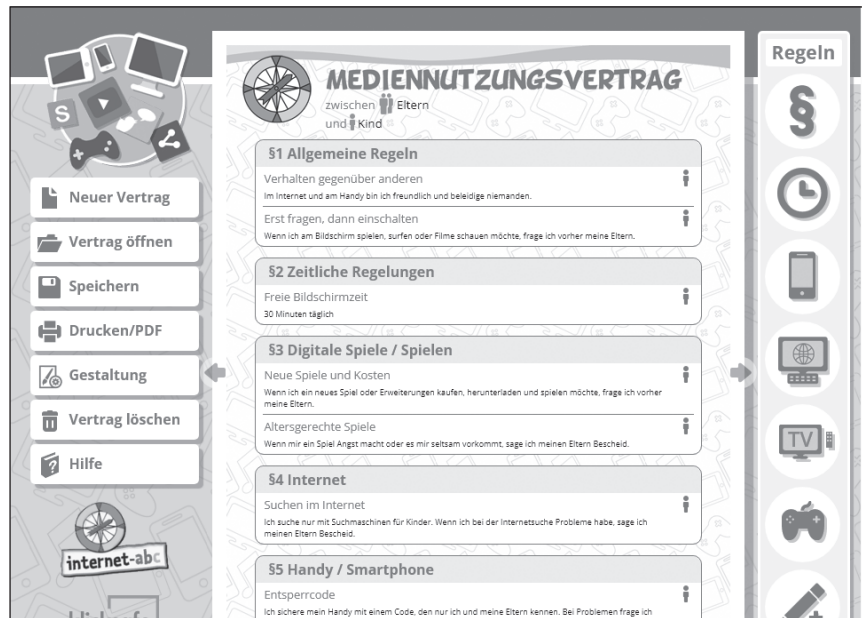 S
Neuer Vertrag
Vertrag öffnen
Speichern
Drucken/PDF
Gestaltung
Vertrag löschen
Hilfe
internet-abc
MEDIENNUTZUNGSVERTRAG
zwischen Eltern
und Kind
§1 Allgemeine Regeln
Verhalten gegenüber anderen
Im Internet und am Handy bin ich freundlich und beleidige niemanden.
Erst fragen, dann einschalten
Wenn ich am Bildschirm spielen, surfen oder Filme schauen möchte, frage ich vorher meine Eltern.
§2 Zeitliche Regelungen
Freie Bildschirmzeit
30 Minuten täglich
§3 Digitale Spiele / Spielen
Neue Spiele und Kosten
Wenn ich ein neues Spiel oder Erweiterungen kaufen, herunterladen und spielen möchte, frage ich vorher
meine Eltern.
Altersgerechte Spiele
Wenn mir ein Spiel Angst macht oder es mir seltsam vorkommt, sage ich meinen Eltern Bescheid.
§4 Internet
Suchen im Internet
Ich suche nur mit Suchmaschinen für Kinder. Wenn ich bei der Internetsuche Probleme habe, sage ich
meinen Eltern Bescheid.
§5 Handy / Smartphone
Entsperrcode
Ich sichere mein Handy mit einem Code, den nur ich und meine Eltern kennen. Bei Problemen frage ich
Regeln
§
TV